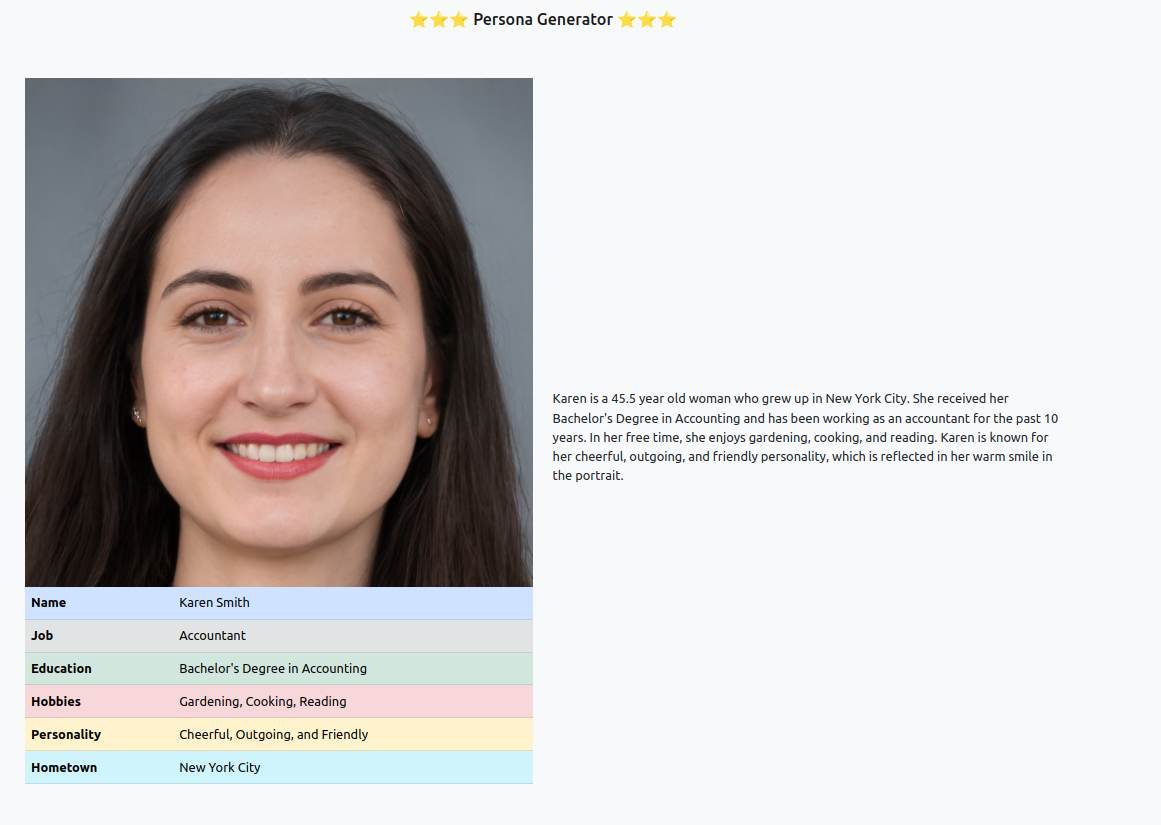 ⭐⭐⭐ Persona Generator ⭐⭐⭐
Karen is a 45.5 year old woman who grew up in New York City. She received her
Bachelor's Degree in Accounting and has been working as an accountant for the past 10
years. In her free time, she enjoys gardening, cooking, and reading. Karen is known for
her cheerful, outgoing, and friendly personality, which is reflected in her warm smile in
the portrait.
Name Karen Smith
Job Accountant
Education Bachelor's Degree in Accounting
Hobbies Gardening, Cooking, Reading
Personality Cheerful, Outgoing, and Friendly
Hometown New York City